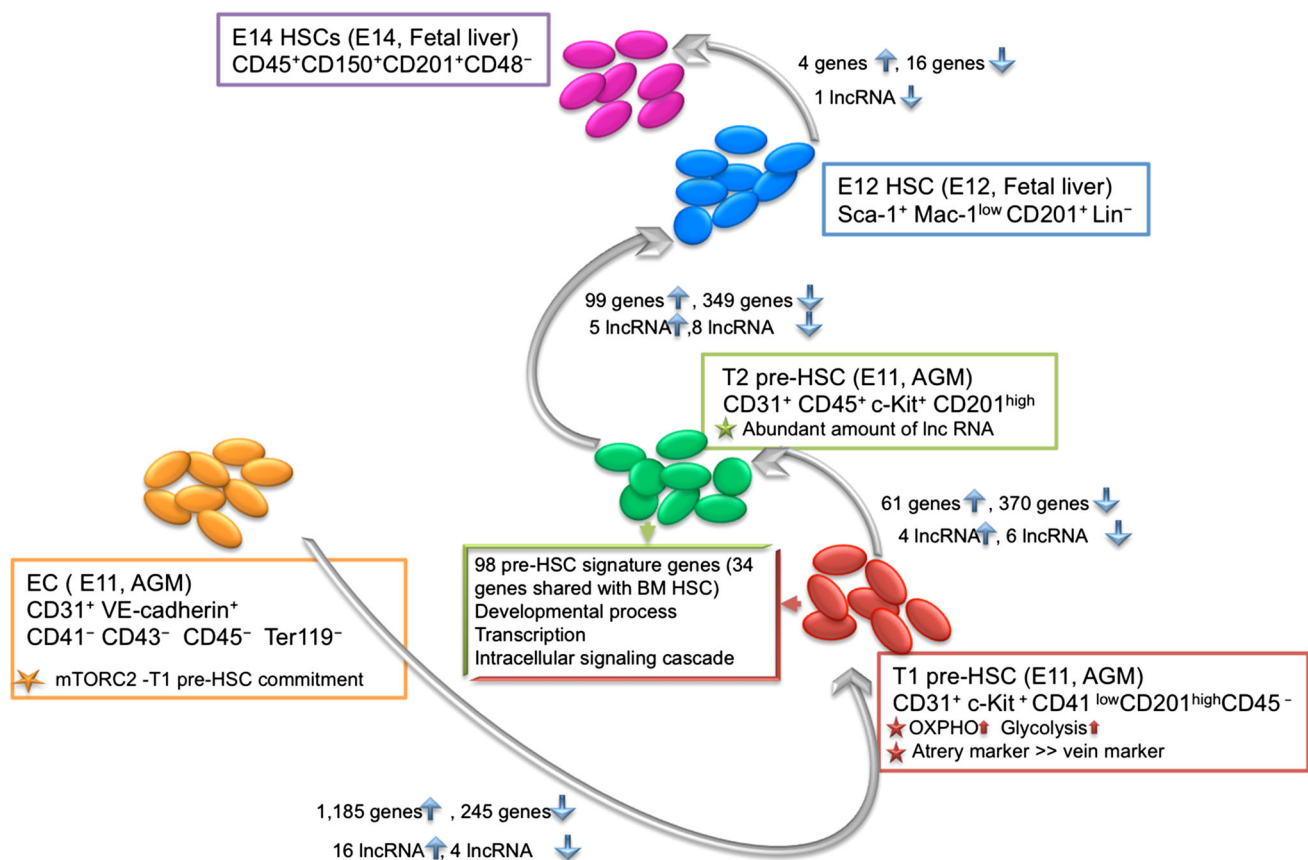 E14 HSCs (E14, Fetal liver)
CD45⁺CD150⁺CD201⁺CD48⁻
4 genes , 16 genes
1 lncRNA
E12 HSC (E12, Fetal liver)
Sca-1⁺ Mac-1ˡᵒʷ CD201⁺ Lin⁻
99 genes , 349 genes
5 lncRNA ,8 lncRNA
T2 pre-HSC (E11, AGM)
CD31⁺ CD45⁺ c-Kit⁺ CD201ʰⁱᵍʰ
Abundant amount of lnc RNA
61 genes , 370 genes
4 lncRNA , 6 lncRNA
98 pre-HSC signature genes (34
genes shared with BM HSC)
Developmental process
Transcription
Intracellular signaling cascade
EC ( E11, AGM)
CD31⁺ VE-cadherin⁺
CD41⁻ CD43⁻ CD45⁻ Ter119⁻
mTORC2 -T1 pre-HSC commitment
T1 pre-HSC (E11, AGM)
CD31⁺ c-Kit⁺ CD41 ˡᵒʷCD201ʰⁱᵍʰCD45⁻
OXPHO Glycolysis
Atrery marker >> vein marker
1,185 genes , 245 genes
16 lncRNA , 4 lncRNA